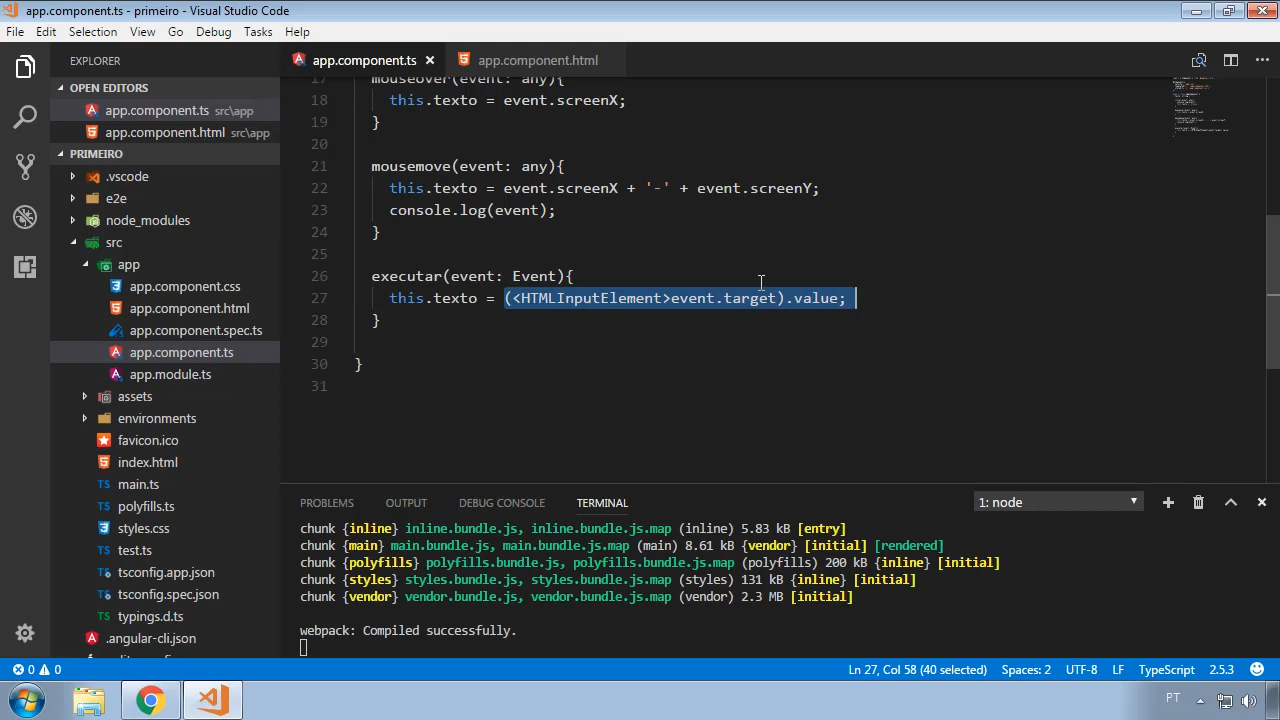 app.component.ts - primeiro - Visual Studio Code
File Edit Selection View Go Debug Tasks Help
EXPLORER
OPEN EDITORS
app.component.ts src\app
app.component.html src\app
PRIMEIRO
.vscode
e2e
node_modules
src
app
app.component.css
app.component.html
app.component.spec.ts
app.component.ts
app.module.ts
assets
environments
favicon.ico
index.html
main.ts
polyfills.ts
styles.css
test.ts
tsconfig.app.json
tsconfig.spec.json
typings.d.ts
.angular-cli.json
app.component.ts app.component.html
17 mouseover(event: any){
18 this.texto = event.screenX;
19 }
20
21 mousemove(event: any){
22 this.texto = event.screenX + '-' + event.screenY;
23 console.log(event);
24 }
25
26 executar(event: Event){
27 this.texto = (<HTMLInputElement>event.target).value;
28 }
29
30 }
31
PROBLEMS OUTPUT DEBUG CONSOLE TERMINAL 1: node
chunk {inline} inline.bundle.js, inline.bundle.js.map (inline) 5.83 kB [entry]
chunk {main} main.bundle.js, main.bundle.js.map (main) 8.61 kB {vendor} [initial] [rendered]
chunk {polyfills} polyfills.bundle.js, polyfills.bundle.js.map (polyfills) 200 kB {inline} [initial]
chunk {styles} styles.bundle.js, styles.bundle.js.map (styles) 131 kB {inline} [initial]
chunk {vendor} vendor.bundle.js, vendor.bundle.js.map (vendor) 2.3 MB [initial]
webpack: Compiled successfully.
0 0 Ln 27, Col 58 (40 selected) Spaces: 2 UTF-8 LF TypeScript 2.5.3
PT